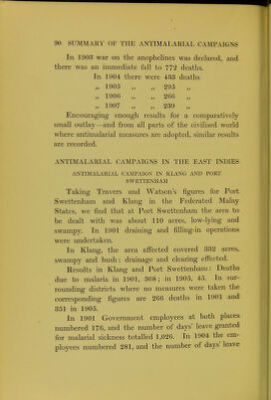 90 SUMMARY OF THE ANTIMALARIAL CAMPAIGNS
In 1903 war on the anophelines was declared, and
there was an immediate fall to 772 deaths.
In 1904 there were 433 deaths
„ 1905 „ „ 295 „
„ 1906 „ „ 266 „
„ 1907 „ „ 239 „
Encouraging enough results for a comparatively
small outlay—and from all parts of the civilised world
where antimalarial measures are adopted, similar results
are recorded.
ANTIMALARIAL CAMPAIGNS IN THE EAST INDIES
ANTIMALARIAL CAMPAIGN IN KLANG AND PORT
SWETTENHAM
Taking Travers and Watson's figures for Port
Swettenham and Klang in the Federated Malay
States, we find that at Port Swettenham the area to
be dealt with was about 110 acres, low-lying and
swampy. In 1901 draining and filling-in operations
were undertaken.
In Klang, the area affected covered 332 acres,
swampy and bush: drainage and clearing effected.
Results in Klang and Port Swettenham: Deaths
due to malaria in 1901, 368; in 1905, 45. In sur-
rounding districts where no measures were taken the
corresponding figures are 266 deaths in 1901 and
351 in 1905.
In 1901 Government employees at both places
numbered 176, and the number of days' leave granted
for malarial sickness totalled 1,026. In 1904 the em-
ployees numbered 281, and the number of days' leave